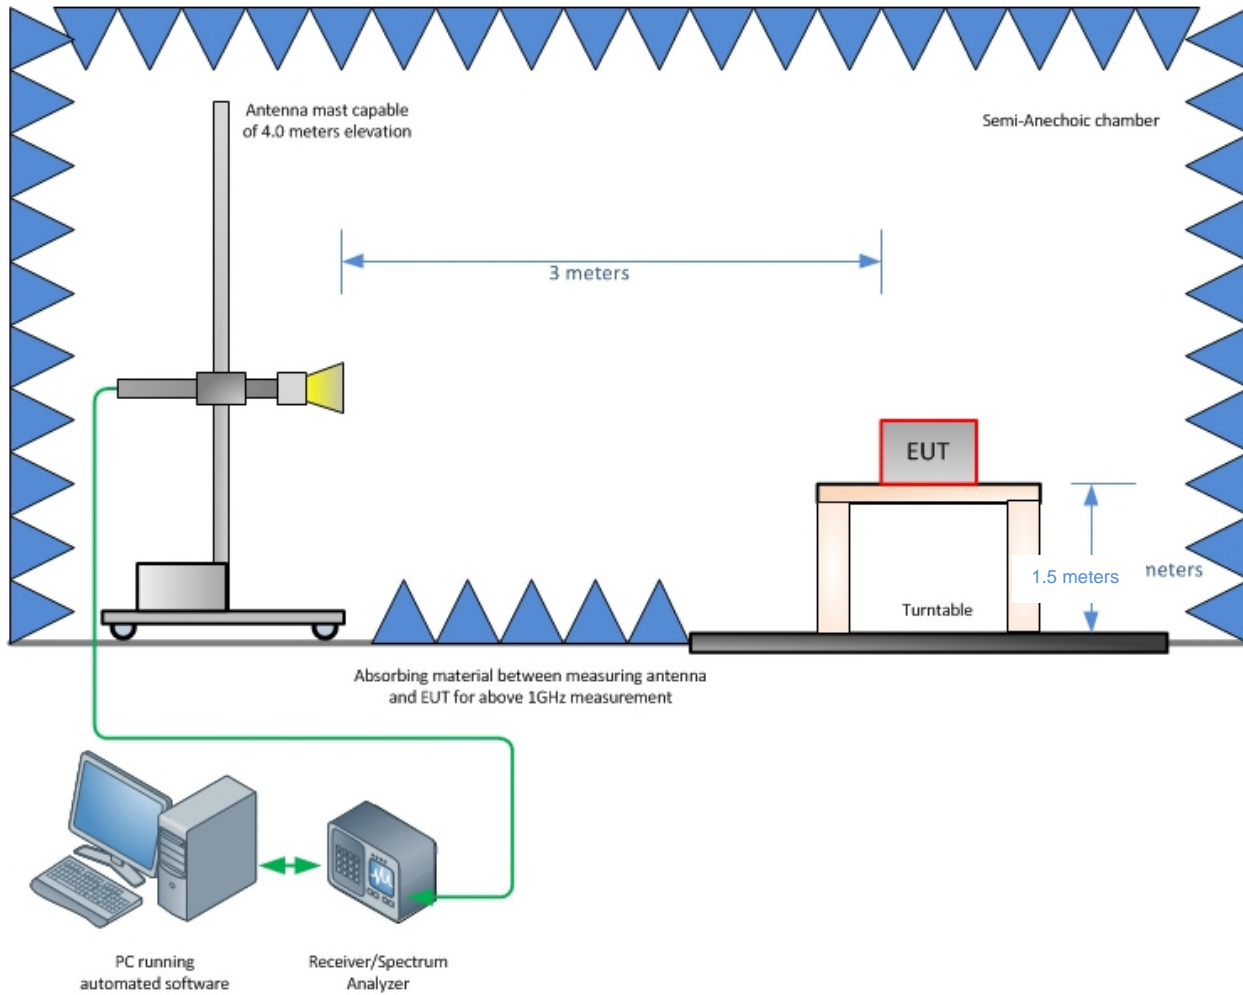 Antenna mast capable
of 4.0 meters elevation
Semi-Anechoic chamber
3 meters
EUT
1.5 meters
meters
Turntable
Absorbing material between measuring antenna
and EUT for above 1GHz measurement
PC running
automated software
Receiver/Spectrum
Analyzer